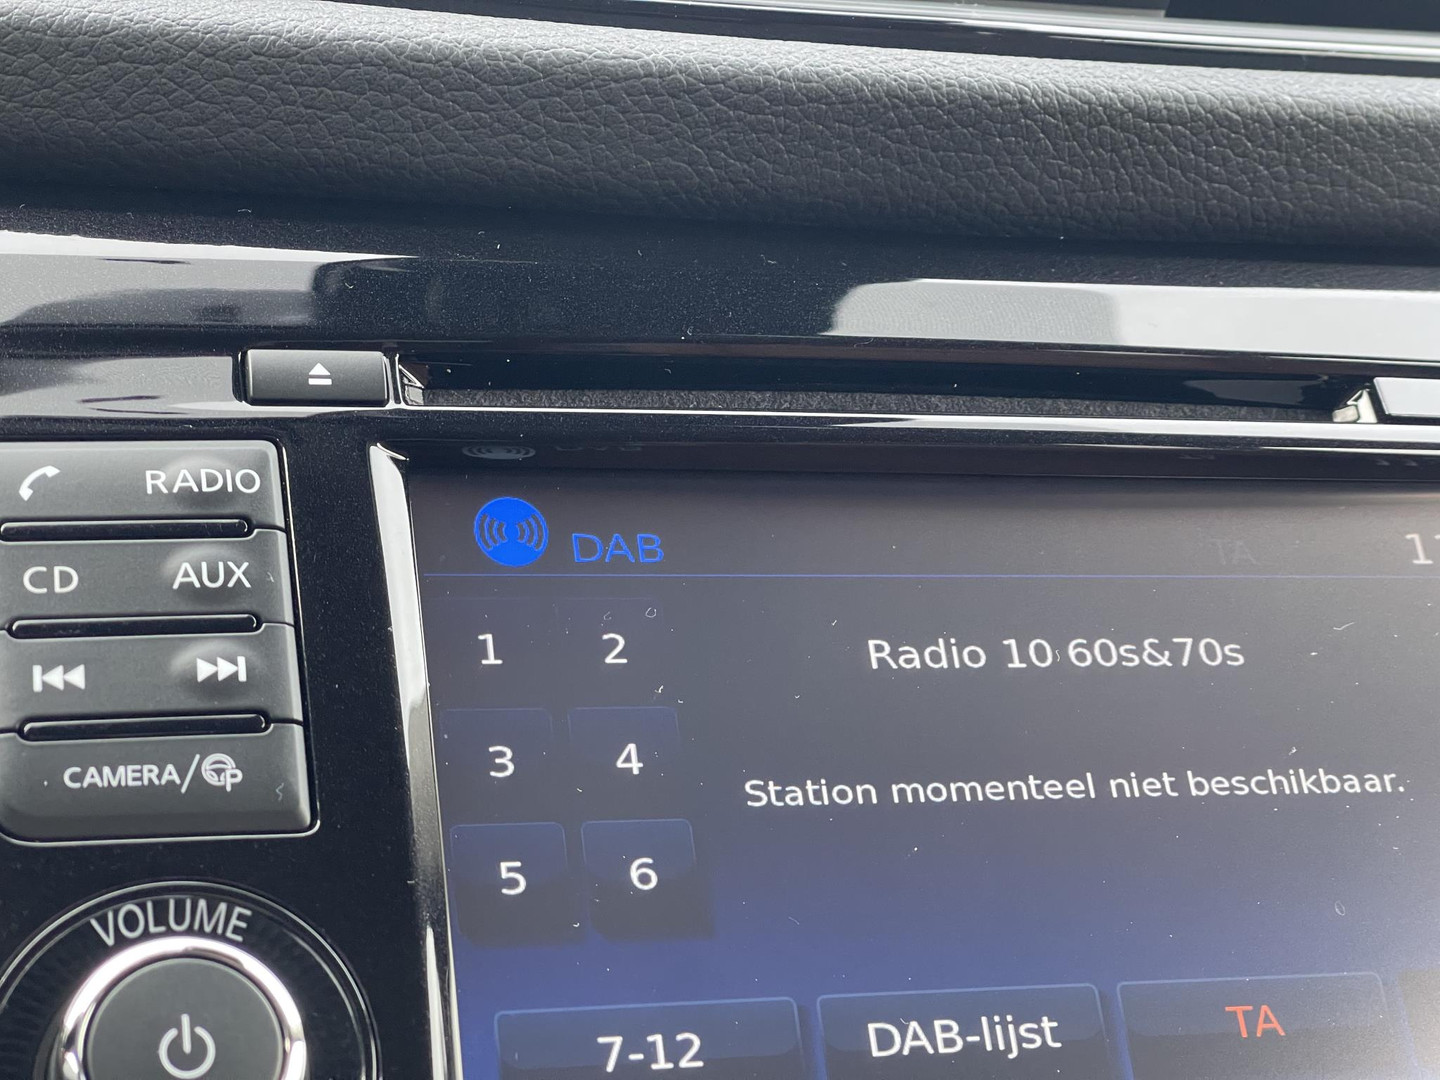 RADIO
CD AUX
CAMERA/
VOLUME
DAB
1 2
Radio 10 60s&70s
3 4
Station momenteel niet beschikbaar.
5 6
7-12 DAB-lijst TA